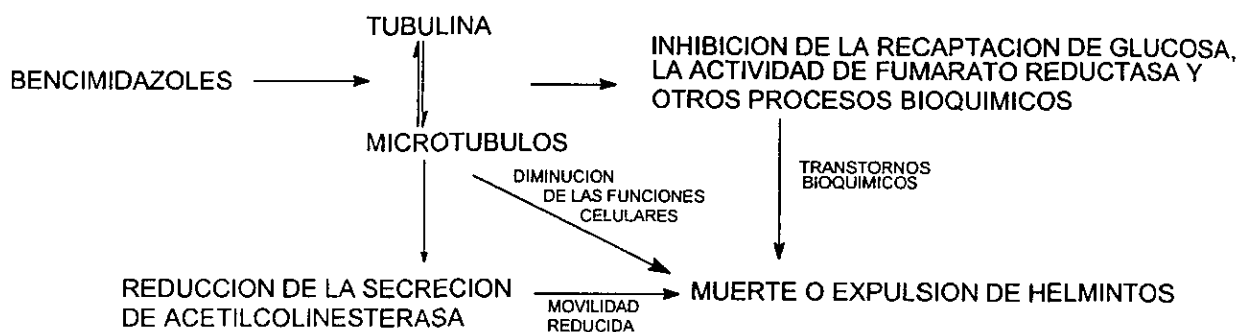 TUBULINA
BENCIMIDAZOLES
MICROTUBULOS
INHIBICION DE LA RECAPTACION DE GLUCOSA,
LA ACTIVIDAD DE FUMARATO REDUCTASA Y
OTROS PROCESOS BIOQUIMICOS
DIMINUCION
DE LAS FUNCIONES
CELULARES
TRANSTORNOS
BIOQUIMICOS
REDUCCION DE LA SECRECION
DE ACETILCOLINESTERASA
MOVILIDAD
REDUCIDA
MUERTE O EXPULSION DE HELMINTOS